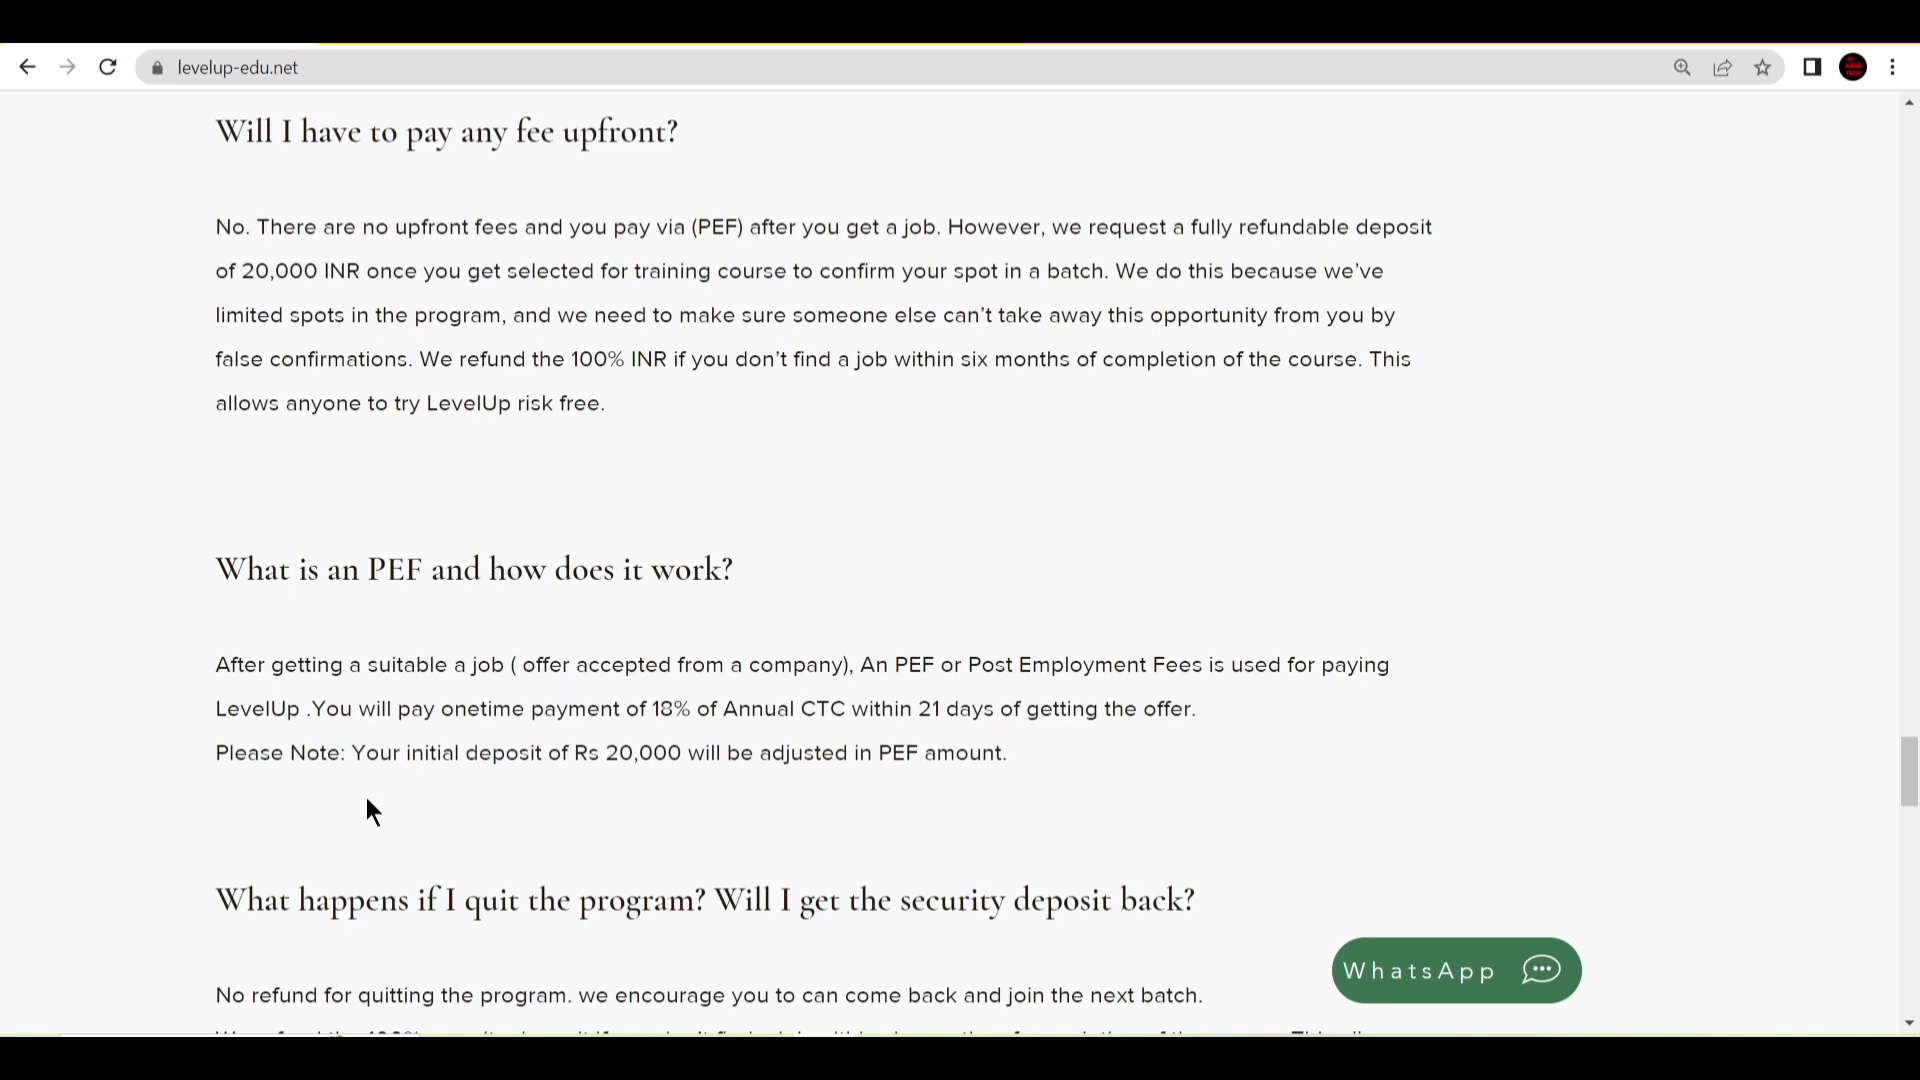 levelup-edu.net
Will I have to pay any fee upfront?
No. There are no upfront fees and you pay via (PEF) after you get a job. However, we request a fully refundable deposit
of 20,000 INR once you get selected for training course to confirm your spot in a batch. We do this because we’ve
limited spots in the program, and we need to make sure someone else can’t take away this opportunity from you by
false confirmations. We refund the 100% INR if you don’t find a job within six months of completion of the course. This
allows anyone to try LevelUp risk free.
What is an PEF and how does it work?
After getting a suitable a job ( offer accepted from a company), An PEF or Post Employment Fees is used for paying
LevelUp .You will pay onetime payment of 18% of Annual CTC within 21 days of getting the offer.
Please Note: Your initial deposit of Rs 20,000 will be adjusted in PEF amount.
What happens if I quit the program? Will I get the security deposit back?
WhatsApp
No refund for quitting the program. we encourage you to can come back and join the next batch.